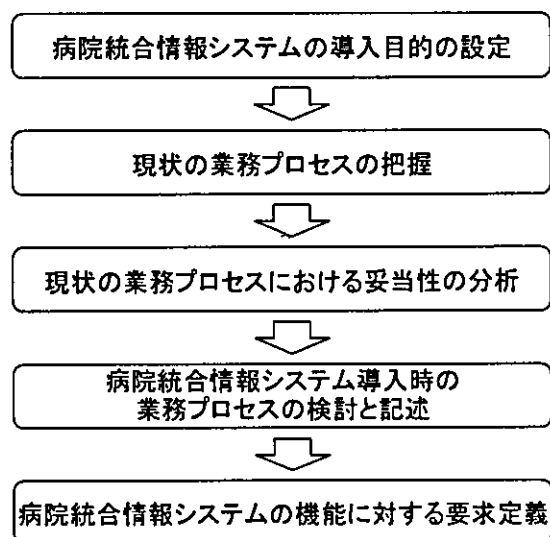 病院統合情報システムの導入目的の設定
現状の業務プロセスの把握
現状の業務プロセスにおける妥当性の分析
病院統合情報システム導入時の
業務プロセスの検討と記述
病院統合情報システムの機能に対する要求定義